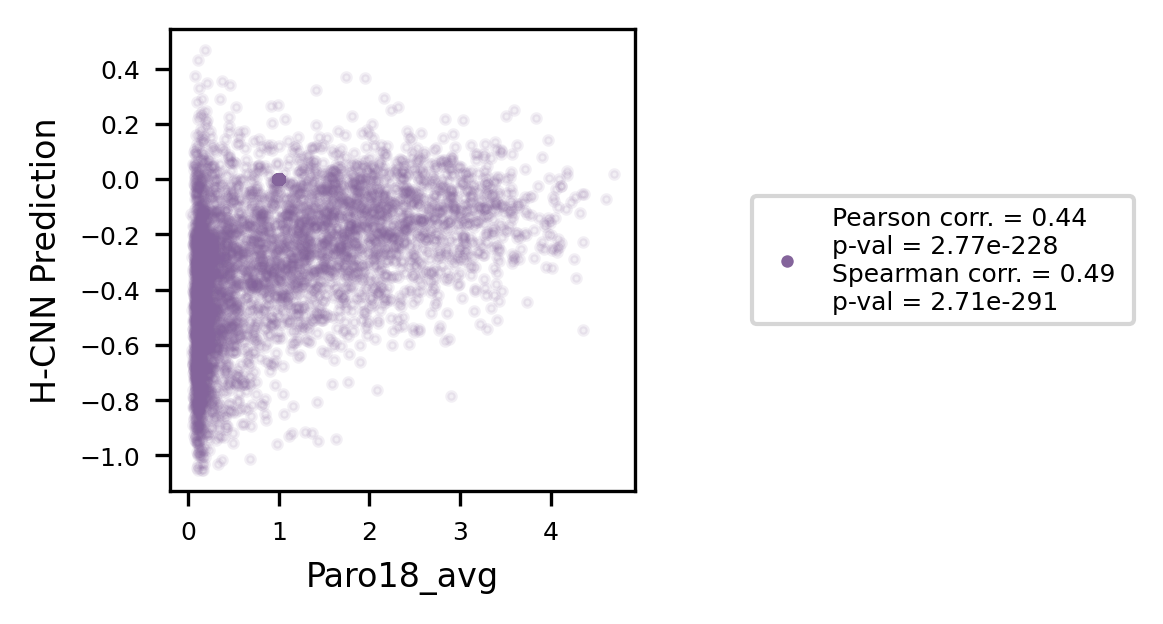 H-CNN Prediction
0.4
0.2
0.0
−0.2
−0.4
−0.6
−0.8
−1.0
0 1 2 3 4
Paro18_avg
Pearson corr. = 0.44
p-val = 2.77e-228
Spearman corr. = 0.49
p-val = 2.71e-291